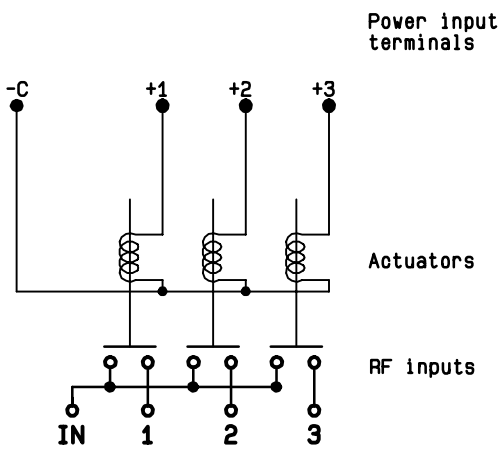 Power input
terminals
-C +1 +2 +3
Actuators
RF inputs
IN 1 2 3